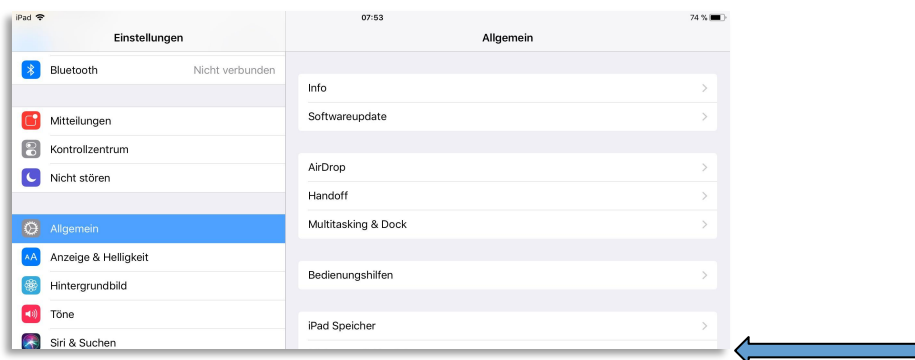 iPad 07:53 74 %
Einstellungen
Bluetooth Nicht verbunden
Mitteilungen
Kontrollzentrum
Nicht stören
Allgemein
AA Anzeige & Helligkeit
Hintergrundbild
Töne
Siri & Suchen
Allgemein
Info
Softwareupdate
AirDrop
Handoff
Multitasking & Dock
Bedienungshilfen
iPad Speicher